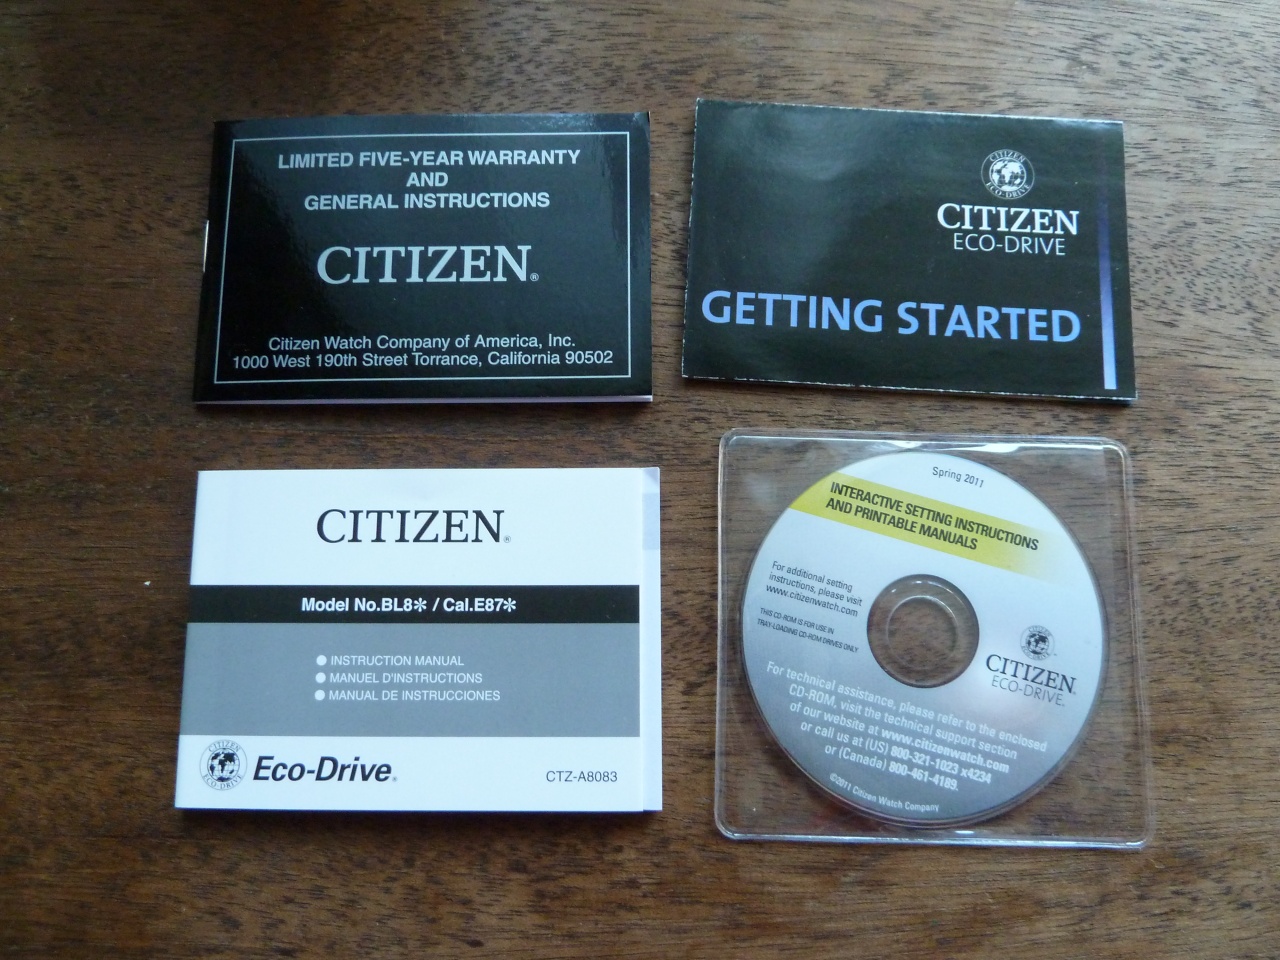 LIMITED FIVE-YEAR WARRANTY
AND
GENERAL INSTRUCTIONS
CITIZEN®
Citizen Watch Company of America, Inc.
1000 West 190th Street Torrance, California 90502
CITIZEN
ECO-DRIVE
CITIZEN
ECO-DRIVE
GETTING STARTED
CITIZEN®
Model No.BL8* / Cal.E87*
● INSTRUCTION MANUAL
● MANUEL D'INSTRUCTIONS
● MANUAL DE INSTRUCCIONES
CITIZEN
ECO-DRIVE
Eco-Drive®
CTZ-A8083
Spring 2011
INTERACTIVE SETTING INSTRUCTIONS
AND PRINTABLE MANUALS
For additional setting
instructions, please visit
www.citizenwatch.com
THIS CD-ROM IS FOR USE IN
TRAY-LOADING CD-ROM DRIVES ONLY
CITIZEN
ECO-DRIVE
For technical assistance, please refer to the enclosed
CD-ROM, visit the technical support section
of our website at www.citizenwatch.com
or call us at (US) 800-321-1023 x4234
or (Canada) 800-461-4189.
©2011 Citizen Watch Company